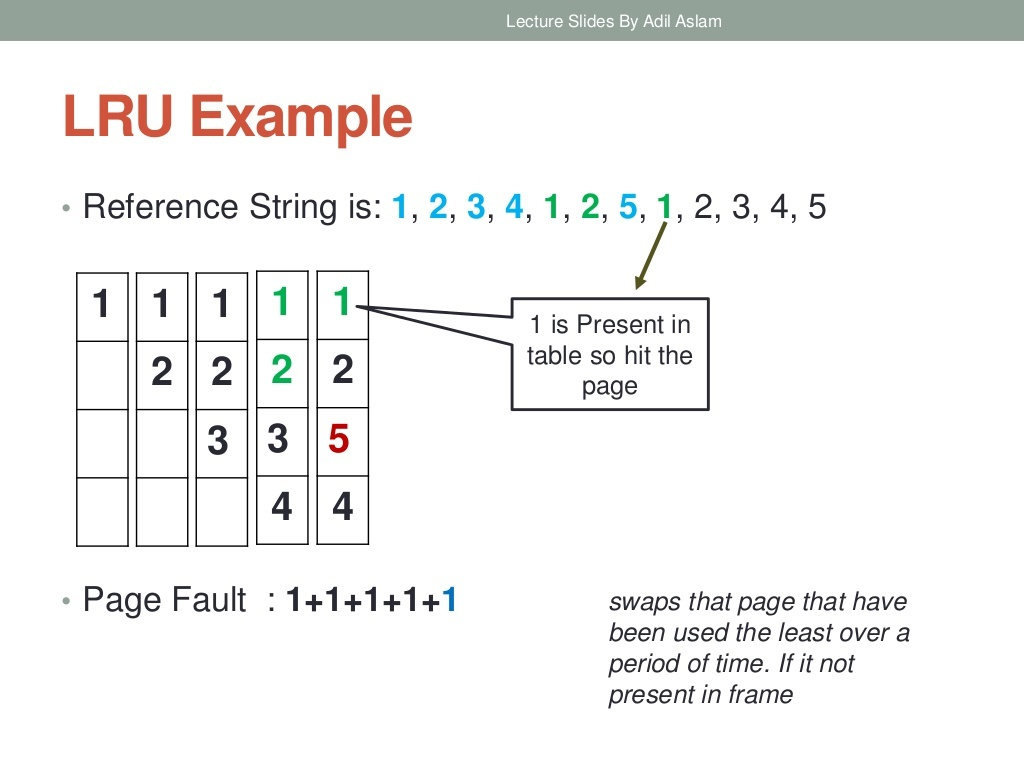 Lecture Slides By Adil Aslam
LRU Example
• Reference String is: 1, 2, 3, 4, 1, 2, 5, 1, 2, 3, 4, 5
1 1 1 1 1
2 2 2 2
3 3 5
4 4
1 is Present in
table so hit the
page
• Page Fault : 1+1+1+1+1
swaps that page that have
been used the least over a
period of time. If it not
present in frame